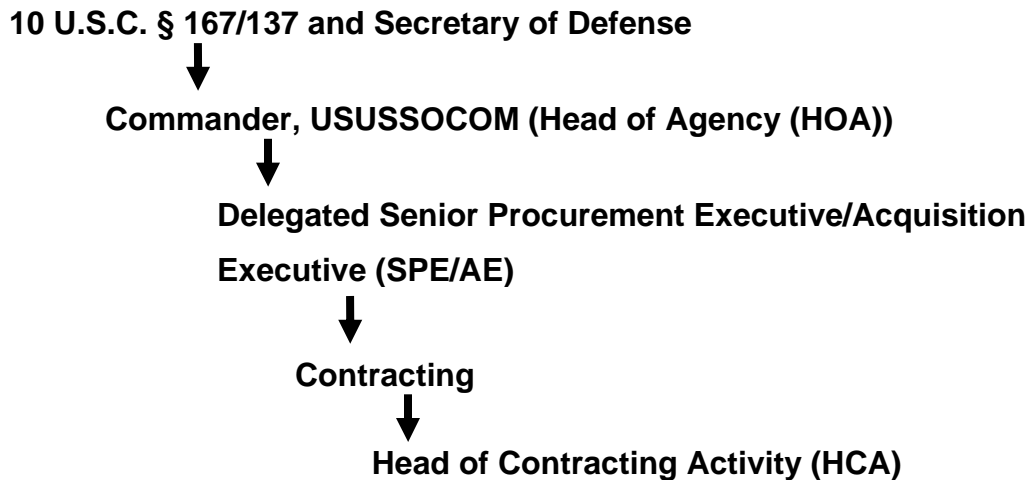 10 U.S.C. § 167/137 and Secretary of Defense
Commander, USUSSOCOM (Head of Agency (HOA))
Delegated Senior Procurement Executive/Acquisition
Executive (SPE/AE)
Contracting
Head of Contracting Activity (HCA)